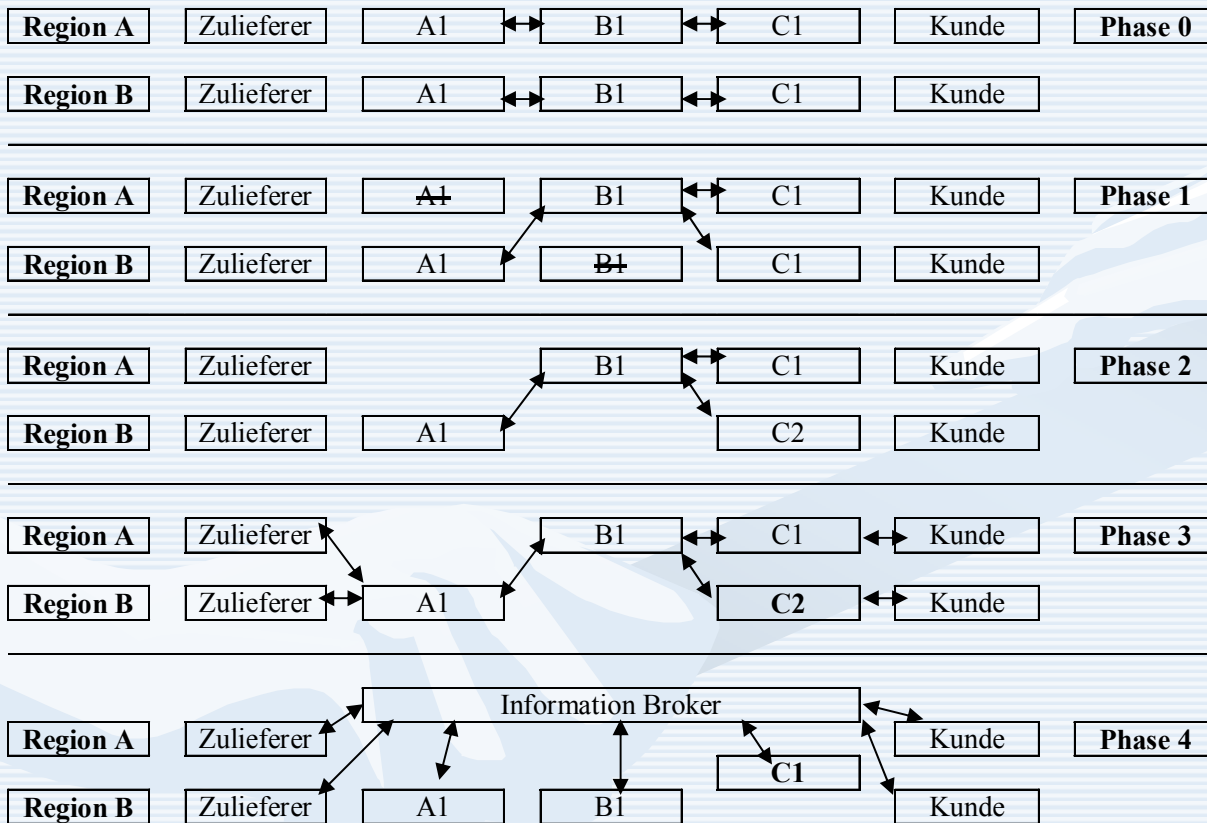 Region A Zulieferer A1 B1 C1 Kunde Phase 0
Region B Zulieferer A1 B1 C1 Kunde
Region A Zulieferer A1 B1 C1 Kunde Phase 1
Region B Zulieferer A1 B1 C1 Kunde
Region A Zulieferer B1 C1 Kunde Phase 2
Region B Zulieferer A1 C2 Kunde
Region A Zulieferer B1 C1 Kunde Phase 3
Region B Zulieferer A1 C2 Kunde
Information Broker
Region A Zulieferer Kunde Phase 4
C1
Region B Zulieferer A1 B1 Kunde